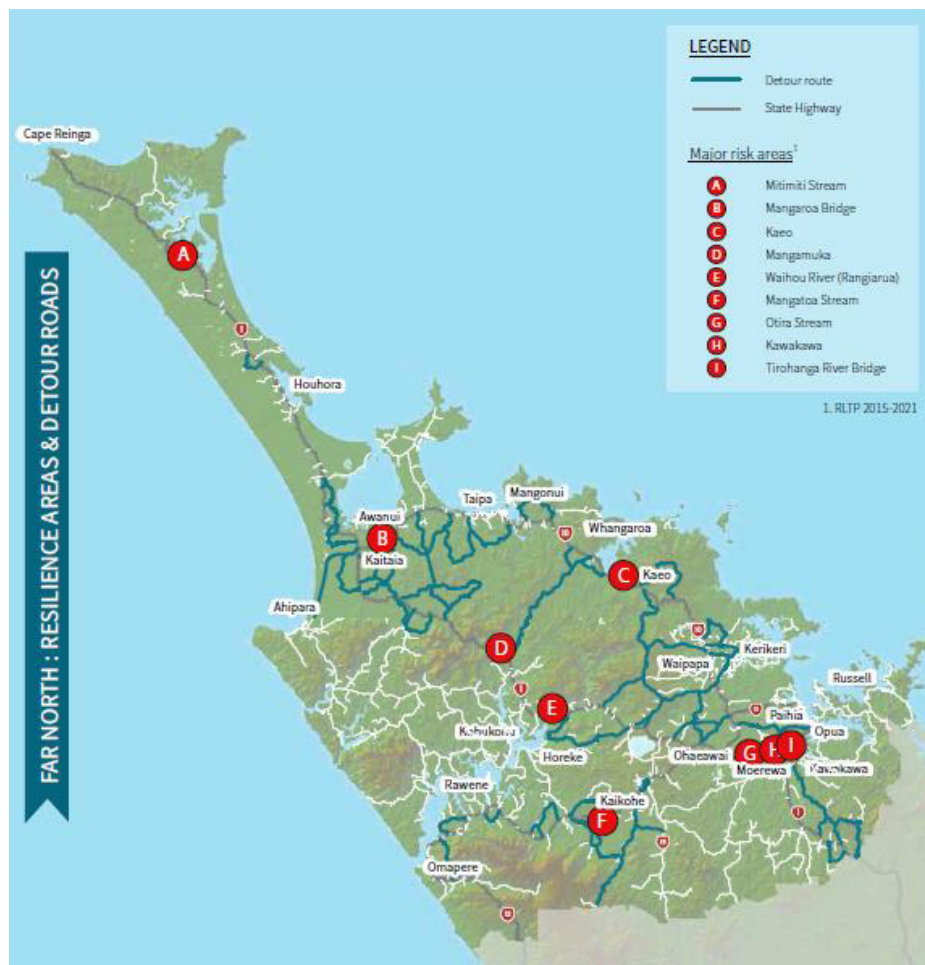 LEGEND
Detour route
State Highway
Major risk areas1
A Mitimiti Stream
B Mangaroa Bridge
C Kaeo
D Mangamuka
E Waihou River (Rangiarua)
F Mangatoa Stream
G Otira Stream
H Kawakawa
I Tirohanga River Bridge
1. RLTP 2015-2021
FAR NORTH : RESILIENCE AREAS & DETOUR ROADS
Cape Reinga
A
Houhora
Taipa
Mangonui
Awanui
B
Kaitaia
Whangaroa
C
Kaeo
Ahipara
D
Kerikeri
Waipapa
Russell
E
Paihia
Opua
Horeke
Ohaeawai
G
H
I
Moerewa
Kawakawa
Rawene
Kaikohe
F
Omapere